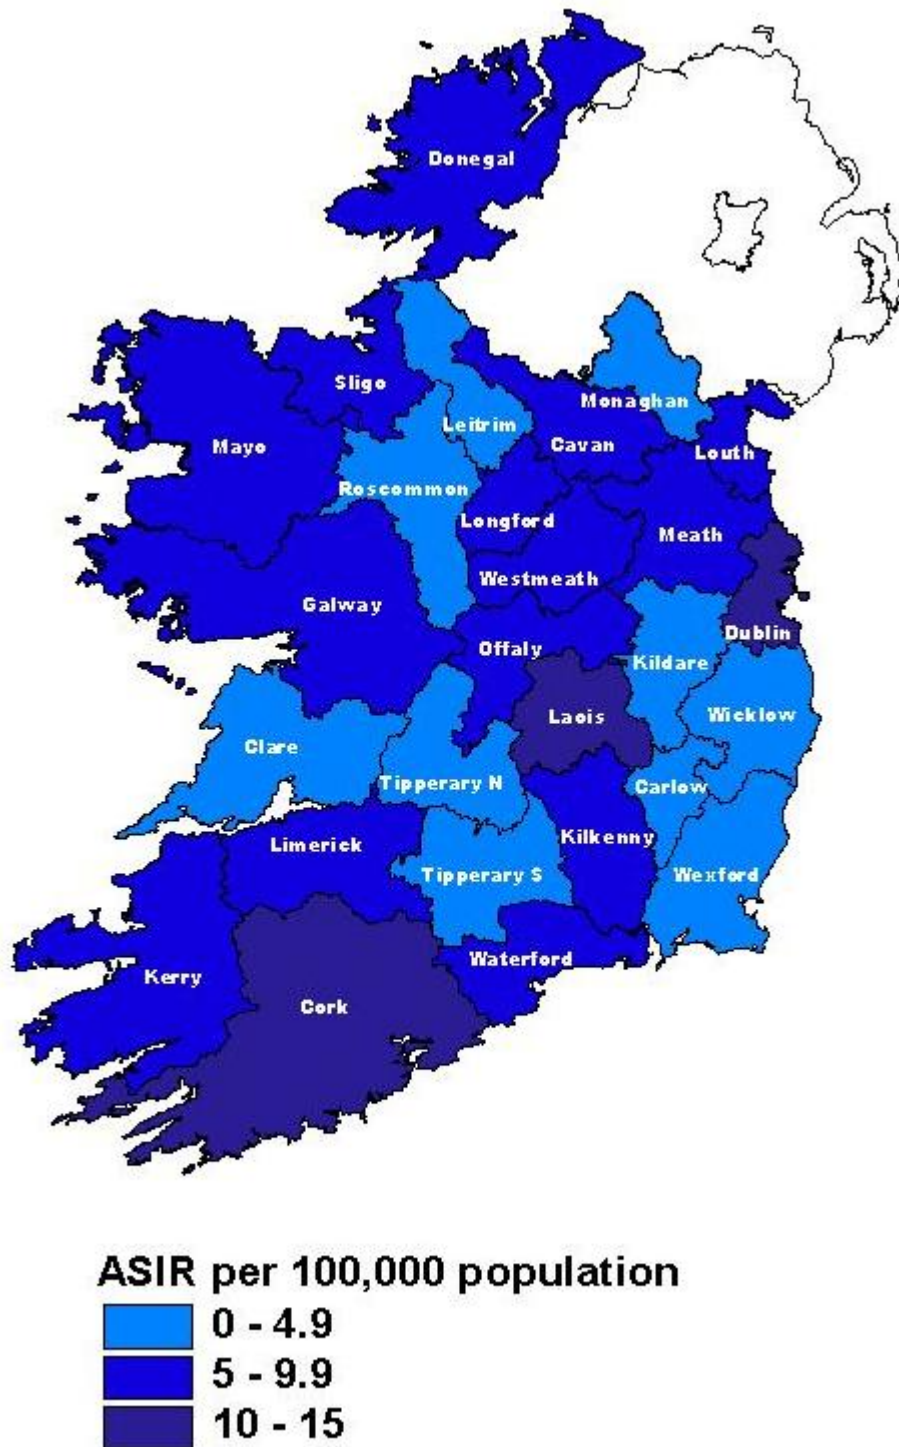 Donegal
Sligo
Leitrim
Monaghan
Cavan
Louth
Mayo
Roscommon
Longford
Meath
Westmeath
Galway
Dublin
Offaly
Kildare
Laois
Wicklow
Clare
Tipperary N
Carlow
Kilkenny
Limerick
Tipperary S
Wexford
Waterford
Kerry
Cork
ASIR per 100,000 population
0 - 4.9
5 - 9.9
10 - 15